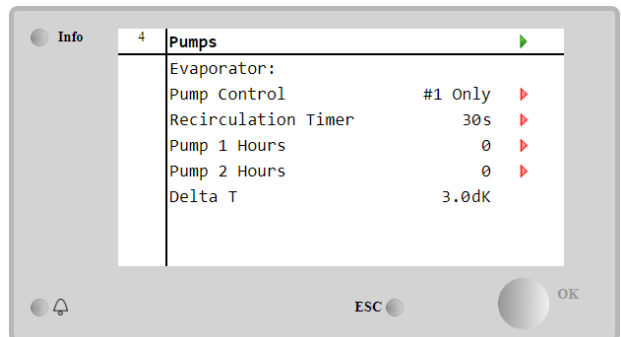 Info
4 Pumps
Evaporator:
Pump Control #1 Only
Recirculation Timer 30s
Pump 1 Hours 0
Pump 2 Hours 0
Delta T 3.0dK
ESC
OK